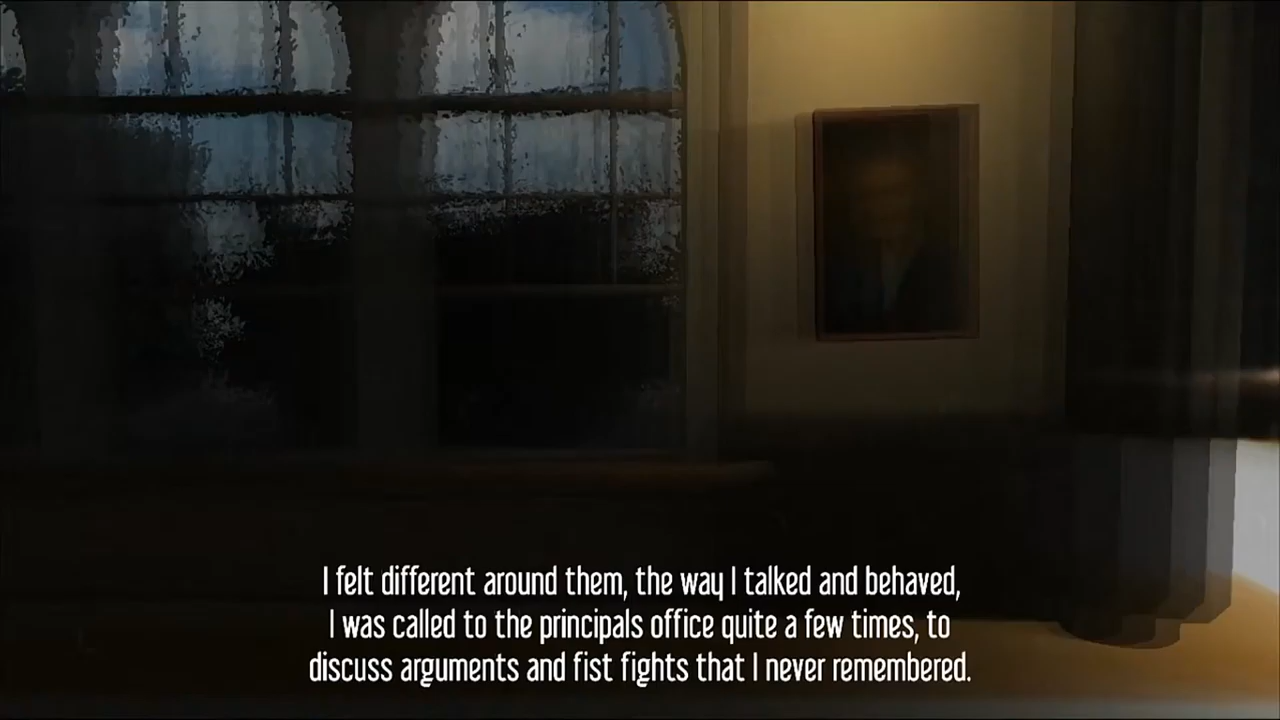 I felt different around them, the way I talked and behaved,
I was called to the principals office quite a few times, to
discuss arguments and fist fights that I never remembered.